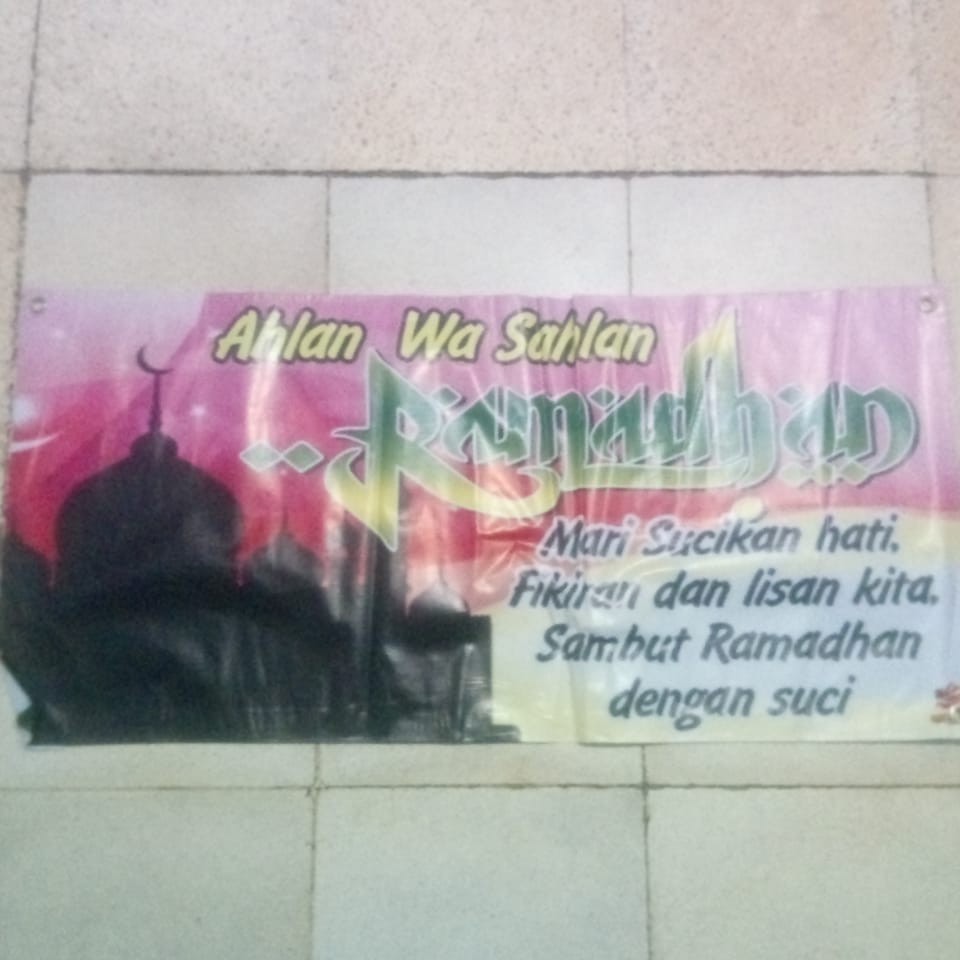 Ahlan Wa Sahlan
Ramadhan
Mari Sucikan hati,
Fikiran dan lisan kita,
Sambut Ramadhan
dengan suci